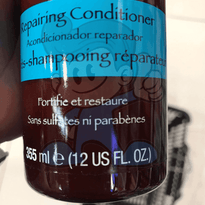 Repairing Conditioner
Acondicionador reparador
is-shampooing réparateur
Fortifie et restaure
Sans sulfates ni parabènes
355 ml e (12 US FL. OZ.)